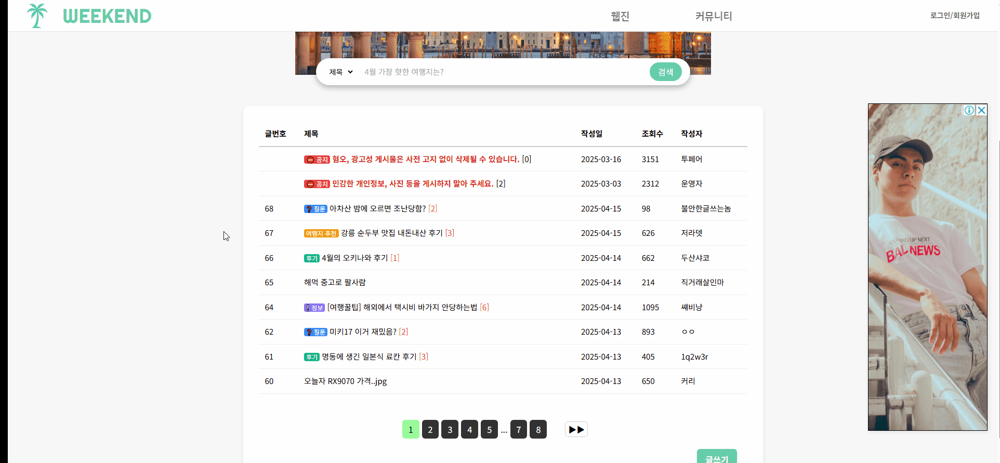 WEEKEND
웹진 커뮤니티 로그인/회원가입
제목 4월 가장 핫한 여행지는? 검색
글번호 제목 작성일 조회수 작성자
공지 혐오, 광고성 게시물은 사전 고지 없이 삭제될 수 있습니다. [0] 2025-03-16 3151 투페어
공지 민감한 개인정보, 사진 등을 게시하지 말아 주세요. [2] 2025-03-03 2312 운영자
68 ❓ 질문 아차산 밤에 오르면 조난당함? [2] 2025-04-15 98 불안한글쓰는놈
67 여행지 추천 강릉 순두부 맛집 내돈내산 후기 [3] 2025-04-15 626 저라뎃
66 후기 4월의 오키나와 후기 [1] 2025-04-14 662 두산샤코
65 해먹 중고로 팔사람 2025-04-14 214 직거래살인마
64 ❕ 정보 [여행꿀팁] 해외에서 택시비 바가지 안당하는법 [6] 2025-04-14 1095 쌔비냥
62 ❓ 질문 미키17 이거 재밌음? [2] 2025-04-13 893 ㅇㅇ
61 후기 명동에 생긴 일본식 료칸 후기 [3] 2025-04-13 405 1q2w3r
60 오늘자 RX9070 가격..jpg 2025-04-13 650 커리
1 2 3 4 5 ... 7 8 ▶▶
글쓰기
COMING UP NEXT
BAD NEWS